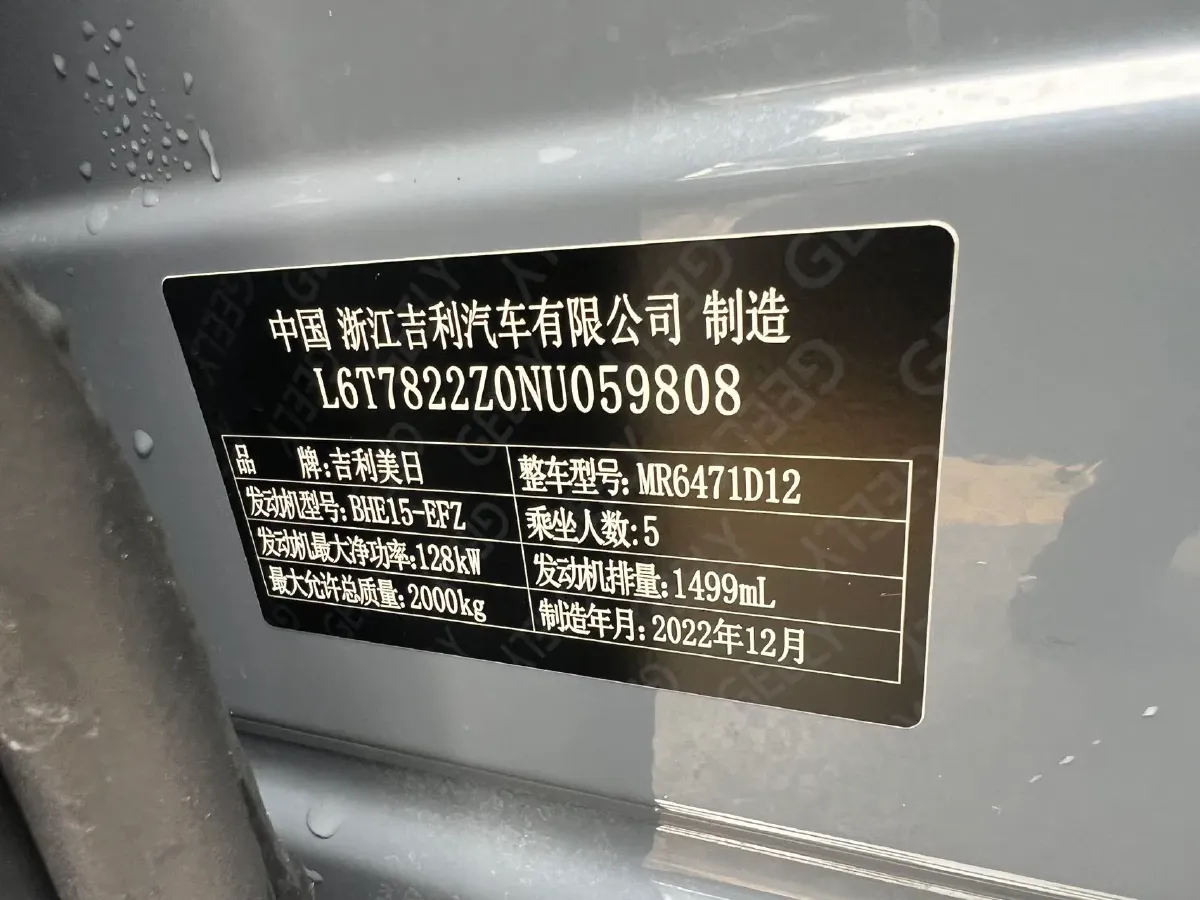 中国 浙江吉利汽车有限公司 制造
L6T7822Z0NU059808
品 牌:吉利美日 整车型号:MR6471D12
发动机型号:BHE15-EFZ 乘坐人数:5
发动机最大净功率:128kW 发动机排量:1499mL
最大允许总质量:2000kg 制造年月:2022年12月